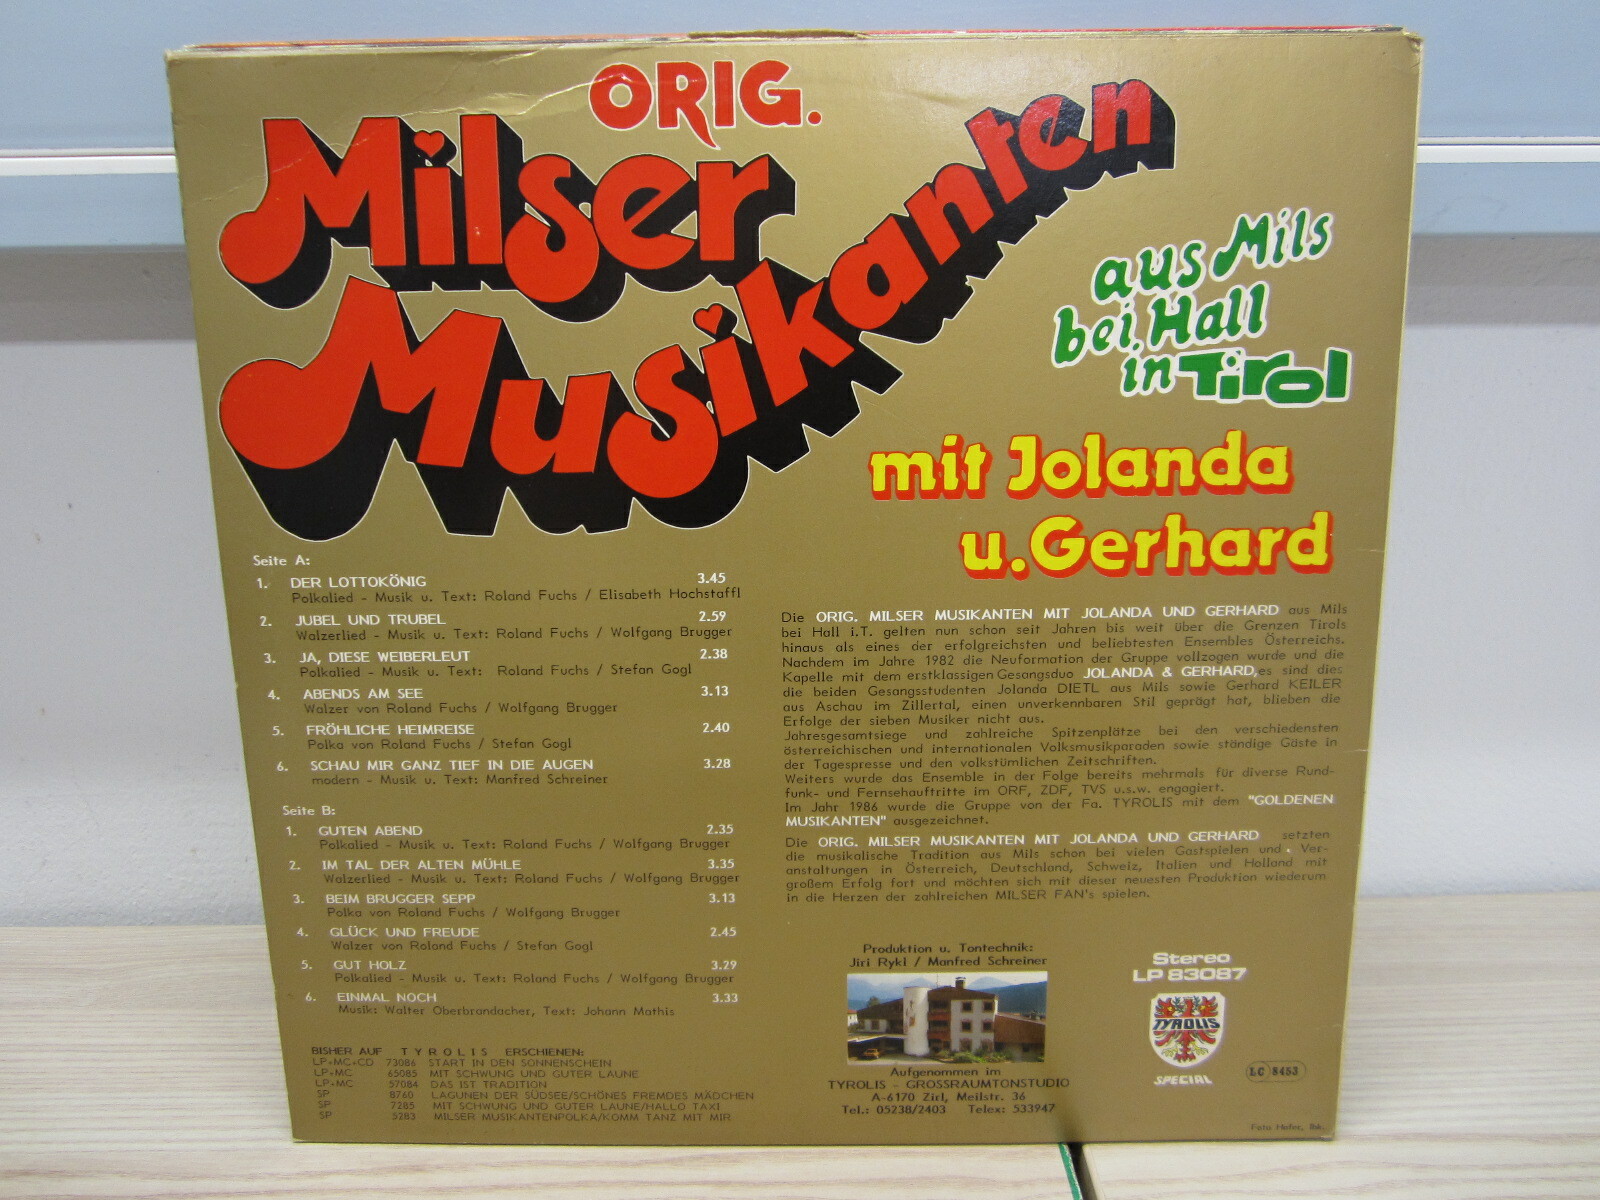 ORIG.
Milser
Musikanten
aus Mils
bei Hall
in Tirol
mit Jolanda
u. Gerhard
Seite A:
1. DER LOTTOKÖNIG 3.45
Polkalied - Musik u. Text: Roland Fuchs / Elisabeth Hochstaffl
2. JUBEL UND TRUBEL 2.59
Walzerlied - Musik u. Text: Roland Fuchs / Wolfgang Brugger
3. JA, DIESE WEIBERLEUT 2.38
Polkalied - Musik u. Text: Roland Fuchs / Stefan Gogl
4. ABENDS AM SEE 3.13
Walzer von Roland Fuchs / Wolfgang Brugger
5. FRÖHLICHE HEIMREISE 2.40
Polka von Roland Fuchs / Stefan Gogl
6. SCHAU MIR GANZ TIEF IN DIE AUGEN 3.28
modern - Musik u. Text: Manfred Schreiner
Seite B:
1. GUTEN ABEND 2.35
Polkalied - Musik u. Text: Roland Fuchs / Wolfgang Brugger
2. IM TAL DER ALTEN MÜHLE 3.35
Walzerlied - Musik u. Text: Roland Fuchs / Wolfgang Brugger
3. BEIM BRUGGER SEPP 3.13
Polka von Roland Fuchs / Wolfgang Brugger
4. GLÜCK UND FREUDE 2.45
Walzer von Roland Fuchs / Stefan Gogl
5. GUT HOLZ 3.29
Polkalied - Musik u. Text: Roland Fuchs / Wolfgang Brugger
6. EINMAL NOCH 3.33
Musik: Walter Oberbrandacher, Text: Johann Mathis
BISHER AUF TYROLIS ERSCHIENEN:
LP+MC+CD 73086 START IN DEN SONNENSCHEIN
LP+MC 65085 MIT SCHWUNG UND GUTER LAUNE
LP+MC 57084 DAS IST TRADITION
SP 8760 LAGUNEN DER SÜDSEE/SCHÖNES FREMDES MÄDCHEN
SP 7285 MIT SCHWUNG UND GUTER LAUNE/HALLO TAXI
SP 5283 MILSER MUSIKANTENPOLKA/KOMM TANZ MIT MIR
Die ORIG. MILSER MUSIKANTEN MIT JOLANDA UND GERHARD aus Mils
bei Hall i.T. gelten nun schon seit Jahren bis weit über die Grenzen Tirols
hinaus als eines der erfolgreichsten und beliebtesten Ensembles Österreichs.
Nachdem im Jahre 1982 die Neuformation der Gruppe vollzogen wurde und die
Kapelle mit dem erstklassigen Gesangsduo JOLANDA & GERHARD, es sind dies
die beiden Gesangsstudenten Jolanda DIETL aus Mils sowie Gerhard KEILER
aus Aschau im Zillertal, einen unverkennbaren Stil geprägt hat, blieben die
Erfolge der sieben Musiker nicht aus.
Jahresgesamtsiege und zahlreiche Spitzenplätze bei den verschiedensten
österreichischen und internationalen Volksmusikparaden sowie ständige Gäste in
der Tagespresse und den volkstümlichen Zeitschriften.
Weiters wurde das Ensemble in der Folge bereits mehrmals für diverse Rund-
funk- und Fernsehauftritte im ORF, ZDF, TVS u.s.w. engagiert.
Im Jahr 1986 wurde die Gruppe von der Fa. TYROLIS mit dem "GOLDENEN
MUSIKANTEN" ausgezeichnet.
Die ORIG. MILSER MUSIKANTEN MIT JOLANDA UND GERHARD setzten
die musikalische Tradition aus Mils schon bei vielen Gastspielen und Ver-
anstaltungen in Österreich, Deutschland, Schweiz, Italien und Holland mit
großem Erfolg fort und möchten sich mit dieser neuesten Produktion wiederum
in die Herzen der zahlreichen MILSER FAN's spielen.
Produktion u. Tontechnik:
Jiri Rykl / Manfred Schreiner
Aufgenommen im
TYROLIS - GROSSRAUMTONSTUDIO
A-6170 Zirl, Meilstr. 36
Tel.: 05238/2403 Telex: 533947
Stereo
LP 83087
TYROLIS
SPECIAL
LC 8453
Foto Hofer, Ibk.